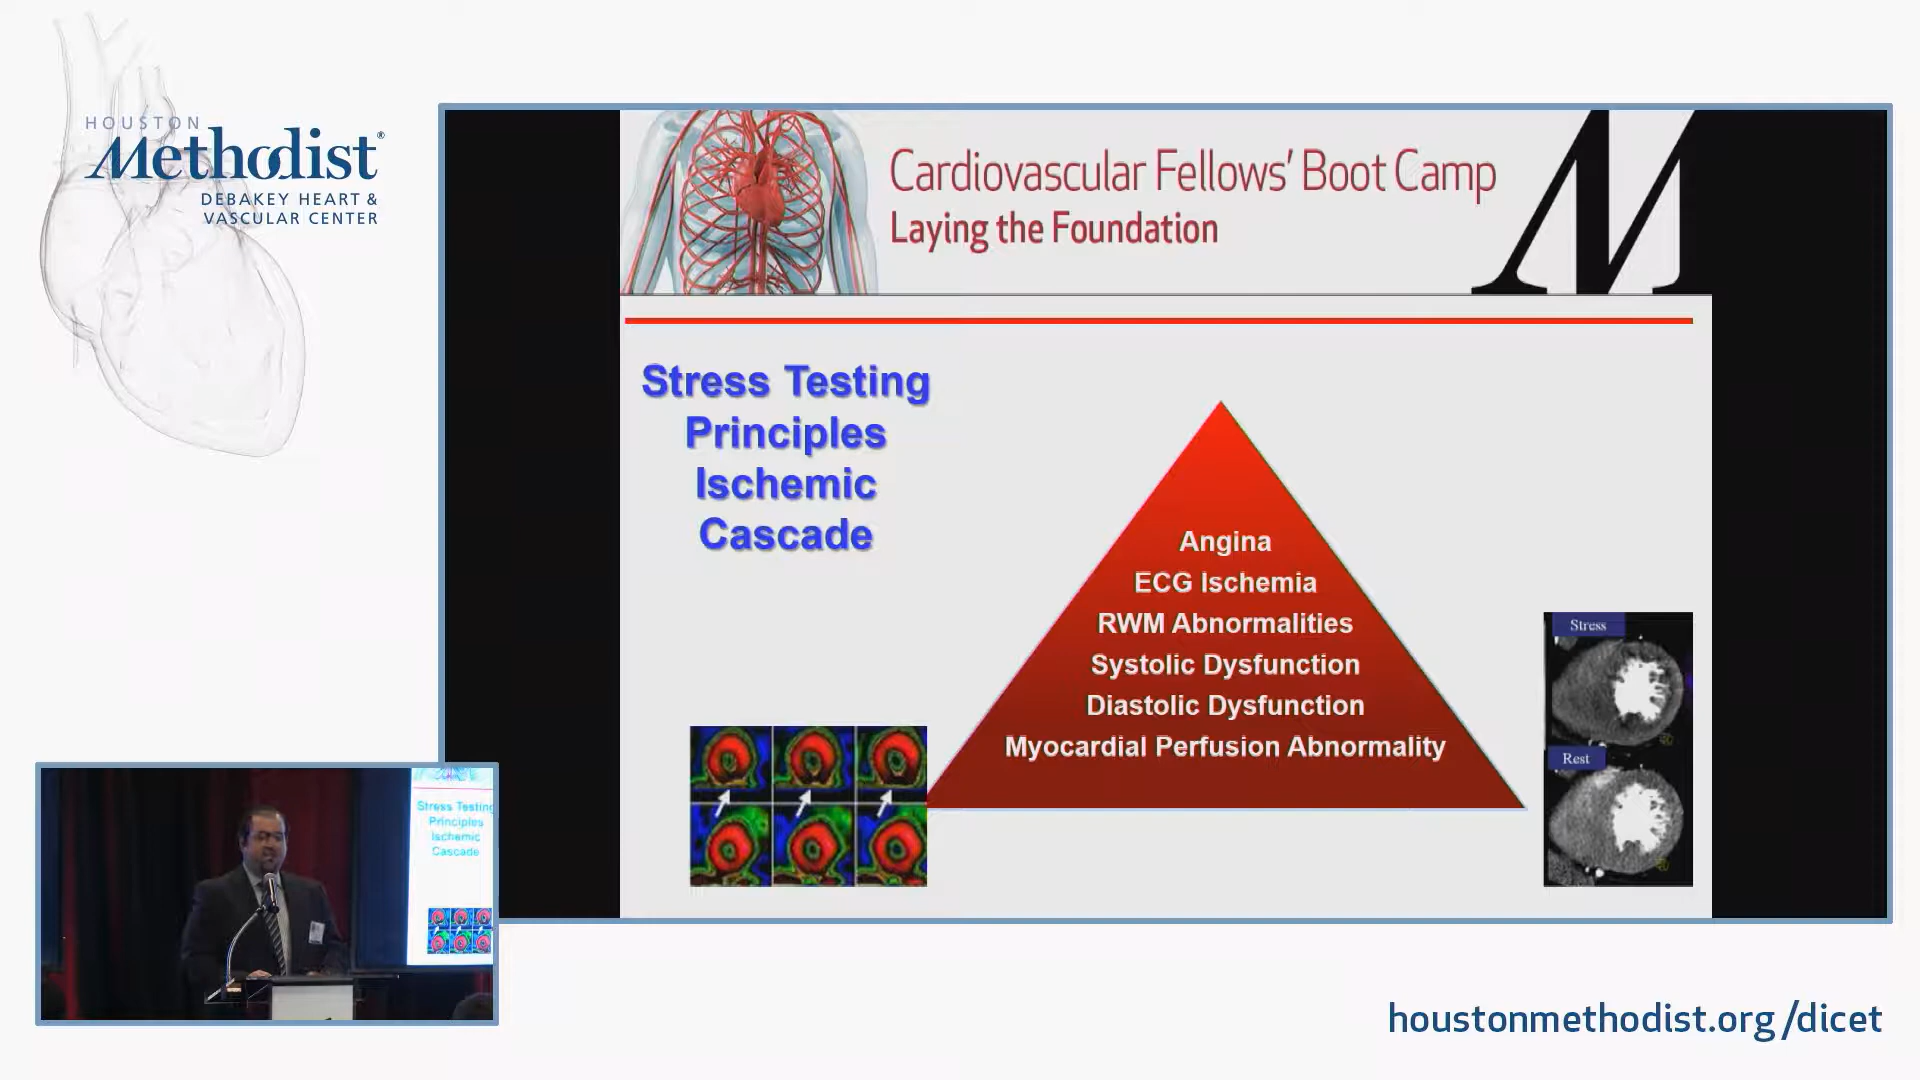 HOUSTON
Methodist®
DEBAKEY HEART &
VASCULAR CENTER
Cardiovascular Fellows’ Boot Camp
Laying the Foundation
Stress Testing
Principles
Ischemic
Cascade
Angina
ECG Ischemia
RWM Abnormalities
Systolic Dysfunction
Diastolic Dysfunction
Myocardial Perfusion Abnormality
Stress
Rest
Stress Testing
Principles
Ischemic
Cascade
houstonmethodist.org/dicet